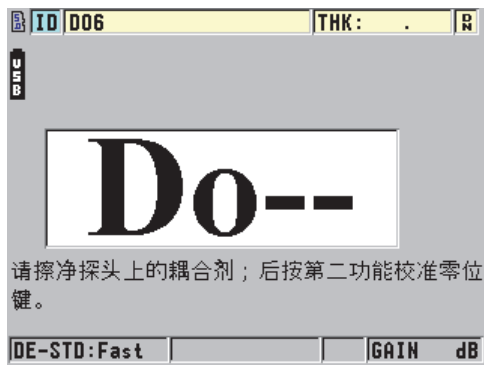 ID D06 THK: . DN
USB
Do--
请擦净探头上的耦合剂；后按第二功能校准零位
键。
DE-STD:Fast GAIN dB